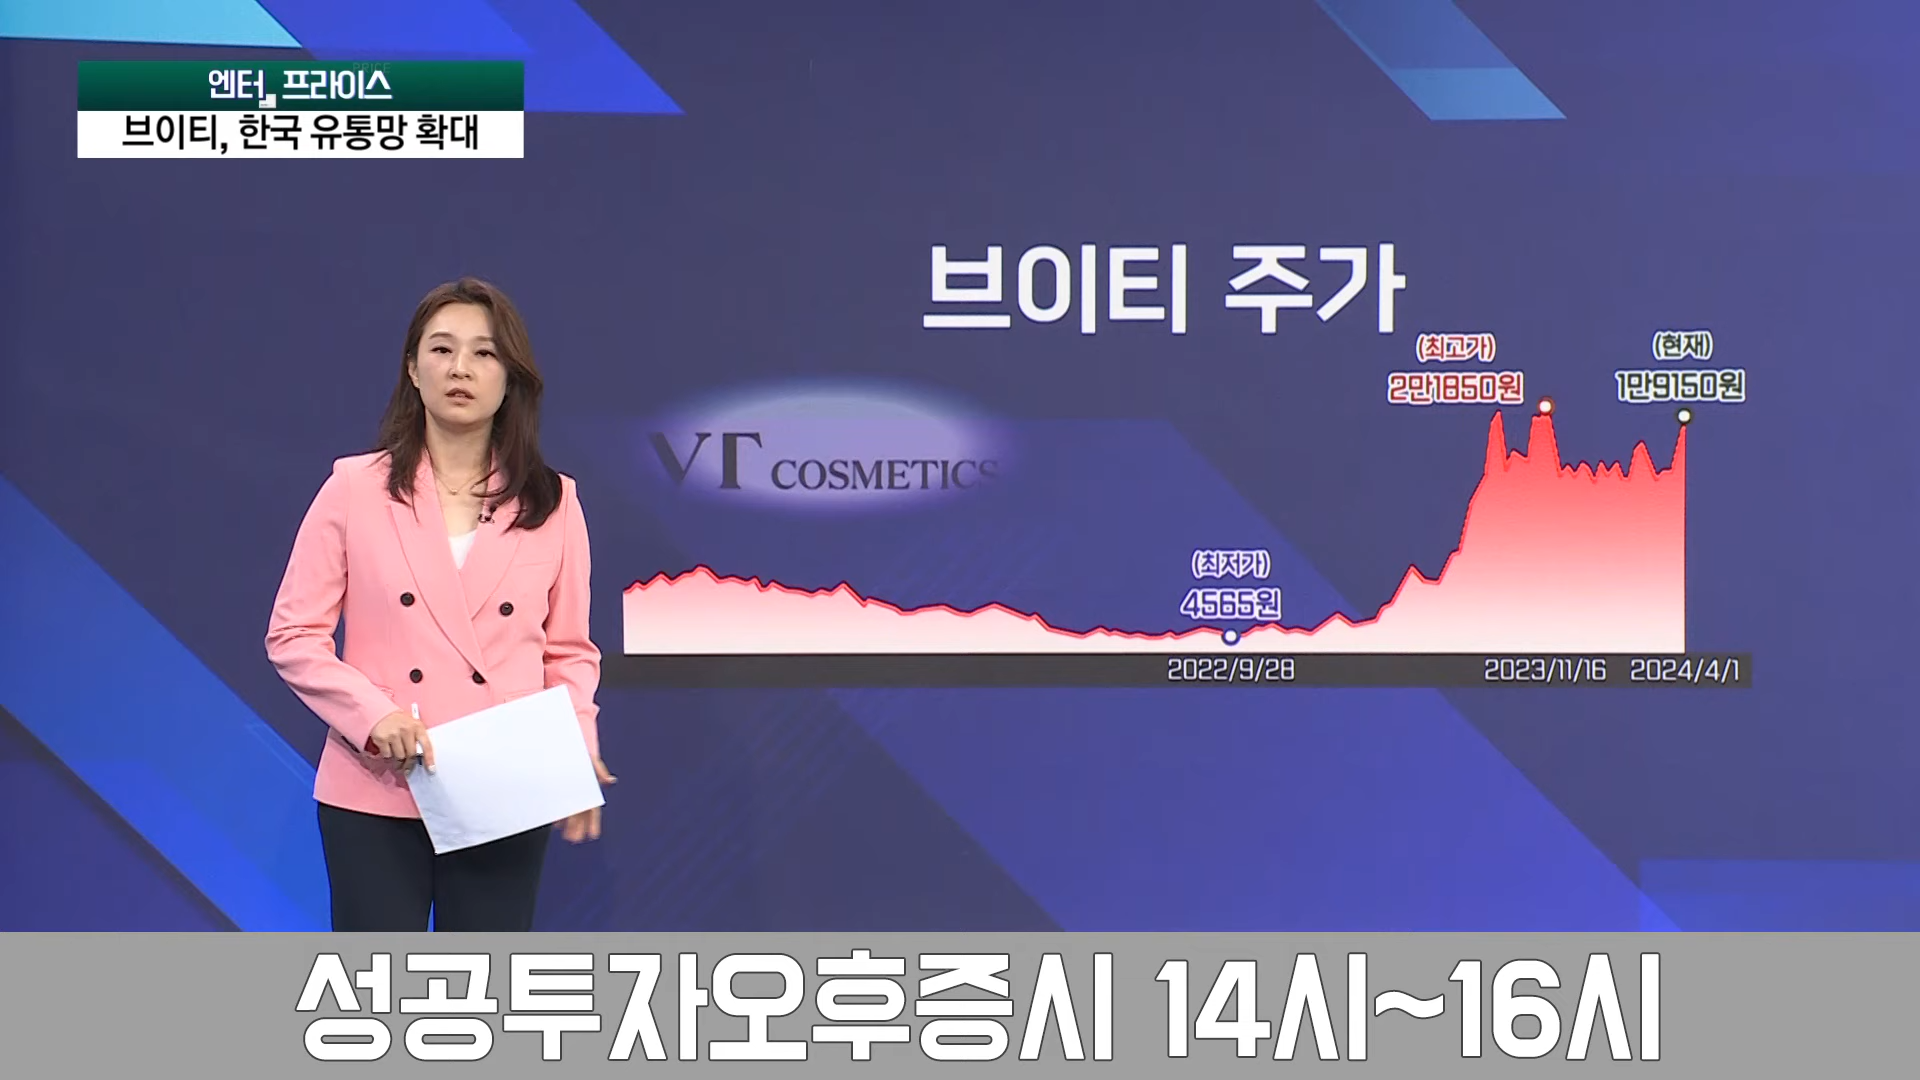 PRICE
엔터 프라이스
브이티, 한국 유통망 확대
브이티 주가
(최고가)
2만1850원
(현재)
1만9150원
VT COSMETICS
(최저가)
4565원
2022/9/28
2023/11/16
2024/4/1
성공투자오후증시 14시~16시